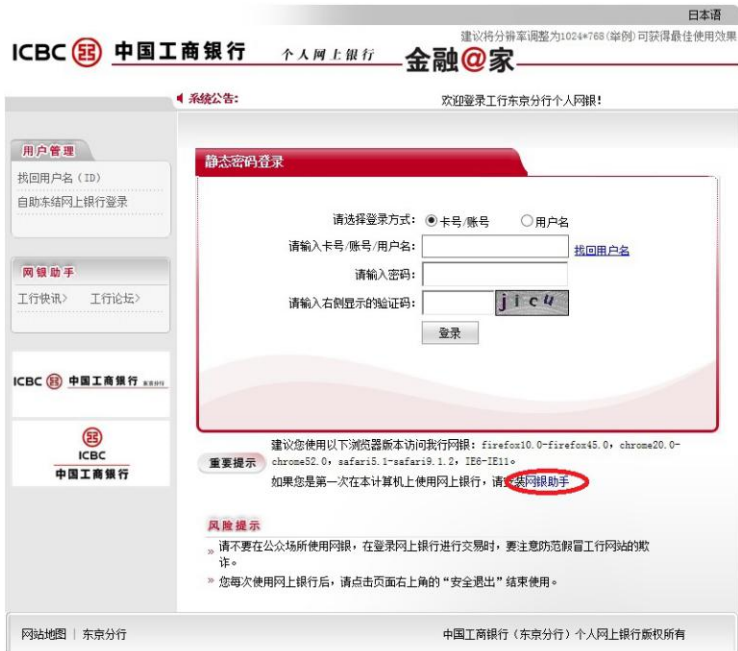 日本语
建议将分辨率调整为1024*768(举例)可获得最佳使用效果
ICBC 中国工商银行 个人网上银行 金融@家
系统公告: 欢迎登录工行东京分行个人网银!
用户管理
找回用户名(ID)
自助冻结网上银行登录
网银助手
工行快讯> 工行论坛>
ICBC 中国工商银行
ICBC
中国工商银行
静态密码登录
请选择登录方式: 卡号/账号 用户名
请输入卡号/账号/用户名: 找回用户名
请输入密码:
请输入右侧显示的验证码: jicu
登录
重要提示
建议您使用以下浏览器版本访问我行网银:firefox10.0-firefox45.0,chrome20.0-
chrome52.0,safari5.1-safari9.1.2,IE6-IE11。
如果您是第一次在本计算机上使用网上银行,请安装网银助手
风险提示
» 请不要在公众场所使用网银,在登录网上银行进行交易时,要注意防范假冒工行网站的欺
诈。
» 您每次使用网上银行后,请点击页面右上角的“安全退出”结束使用。
网站地图 | 东京分行 中国工商银行(东京分行)个人网上银行版权所有